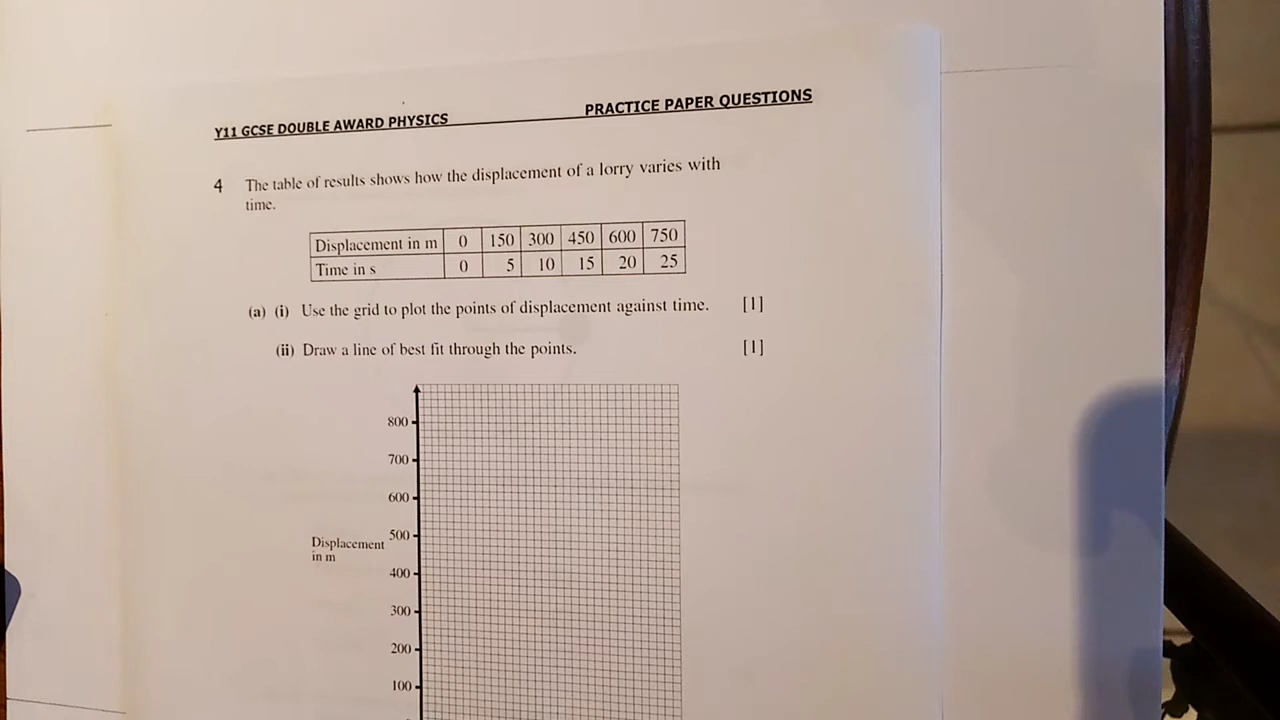 Y11 GCSE DOUBLE AWARD PHYSICS PRACTICE PAPER QUESTIONS
4 The table of results shows how the displacement of a lorry varies with
time.
Displacement in m 0 150 300 450 600 750
Time in s 0 5 10 15 20 25
(a) (i) Use the grid to plot the points of displacement against time. [1]
(ii) Draw a line of best fit through the points. [1]
800
700
600
500
Displacement
in m
400
300
200
100